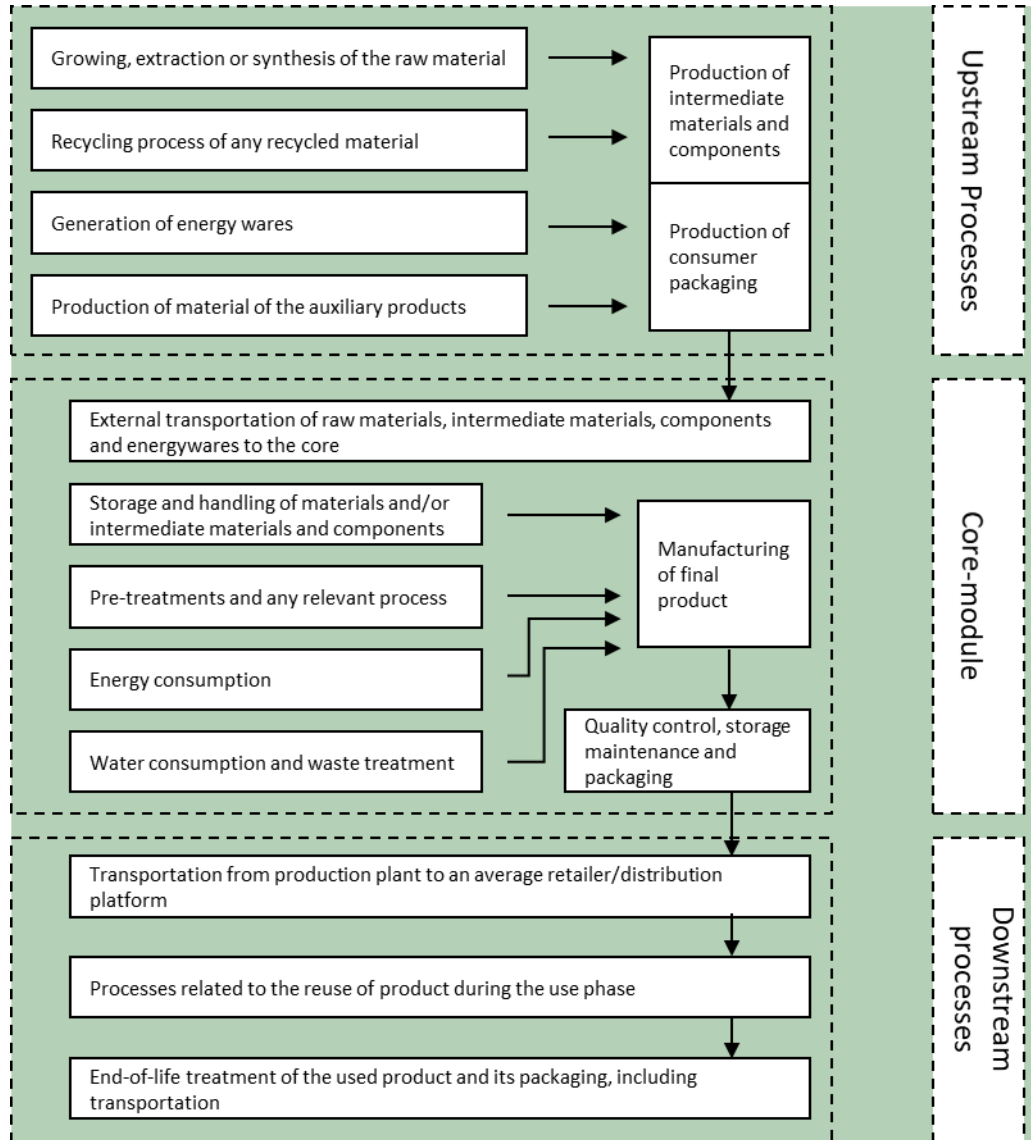 Growing, extraction or synthesis of the raw material
Recycling process of any recycled material
Generation of energy wares
Production of material of the auxiliary products
Production of
intermediate
materials and
components
Production of
consumer
packaging
Upstream Processes
External transportation of raw materials, intermediate materials, components
and energywares to the core
Storage and handling of materials and/or
intermediate materials and components
Pre-treatments and any relevant process
Energy consumption
Water consumption and waste treatment
Manufacturing
of final
product
Quality control, storage
maintenance and
packaging
Core-module
Transportation from production plant to an average retailer/distribution
platform
Processes related to the reuse of product during the use phase
End-of-life treatment of the used product and its packaging, including
transportation
Downstream
processes